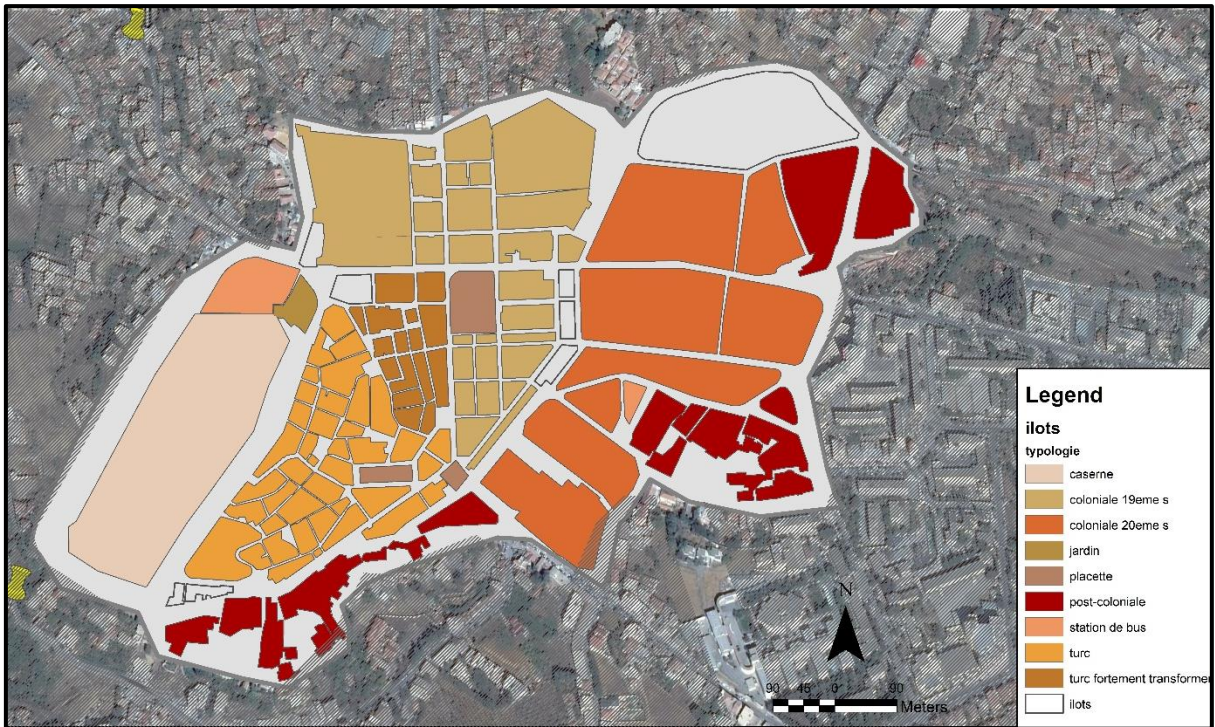 Legend
ilots
typologie
caserne
coloniale 19eme s
coloniale 20eme s
jardin
placette
post-coloniale
station de bus
turc
turc fortement transforme
ilots
N
90 45 0 90
Meters